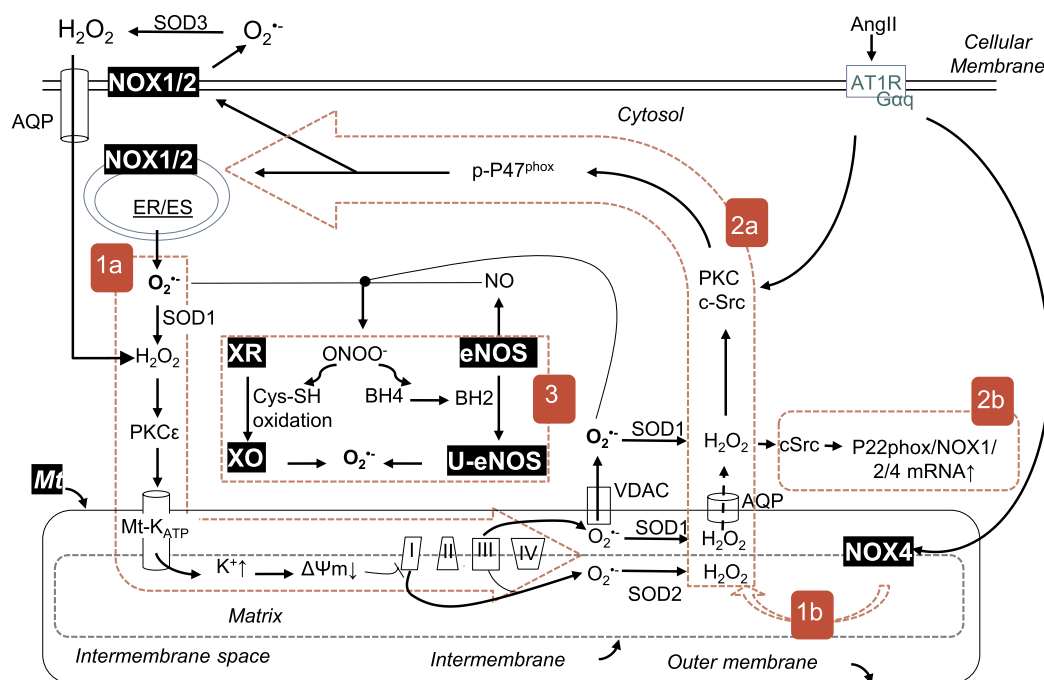 H₂O₂ SOD3 O₂•-
AngII
Cellular
Membrane
NOX1/2
AT1R
Gαq
AQP
Cytosol
NOX1/2
p-P47phox
ER/ES
2a
1a
O₂•-
NO
PKC
c-Src
SOD1
H₂O₂
XR ONOO- eNOS
3
2b
Cys-SH
oxidation
BH4 BH2
PKCε
O₂•- SOD1 H₂O₂
cSrc P22phox/NOX1/
2/4 mRNA↑
XO O₂•- U-eNOS
Mt
VDAC AQP
Mt-KATP
O₂•- SOD1 H₂O₂
NOX4
I II III IV
K⁺↑ ΔΨm↓
O₂•- SOD2 H₂O₂
Matrix
1b
Intermembrane space Intermembrane Outer membrane